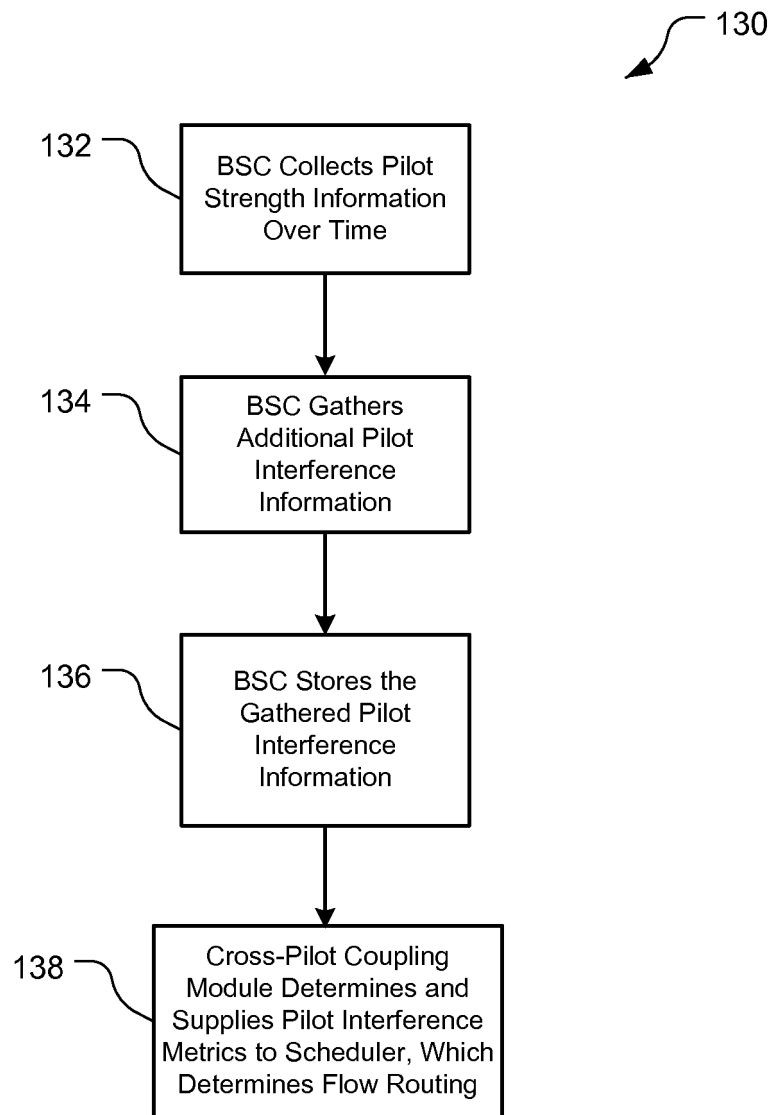 130
132
BSC Collects Pilot
Strength Information
Over Time
134
BSC Gathers
Additional Pilot
Interference
Information
136
BSC Stores the
Gathered Pilot
Interference
Information
138
Cross-Pilot Coupling
Module Determines and
Supplies Pilot Interference
Metrics to Scheduler, Which
Determines Flow Routing